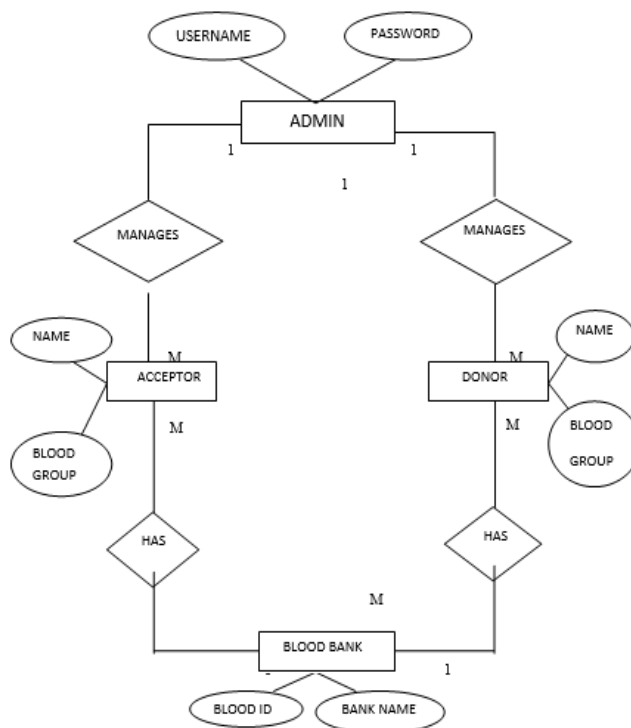 USERNAME
PASSWORD
ADMIN
1
1
1
MANAGES
MANAGES
NAME
NAME
M
M
ACCEPTOR
DONOR
M
M
BLOOD
GROUP
BLOOD
GROUP
HAS
HAS
M
BLOOD BANK
1
BLOOD ID
BANK NAME